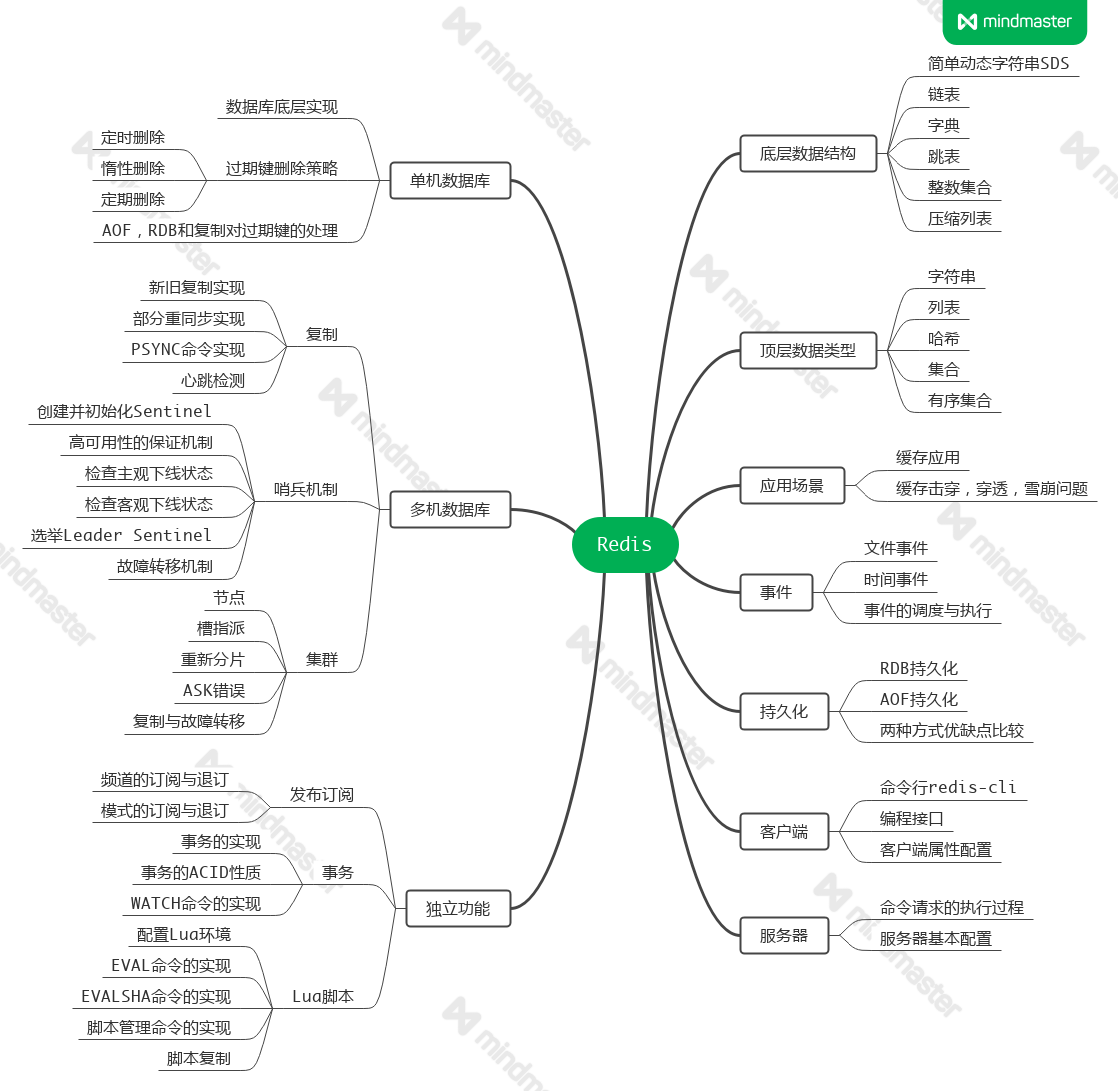 mindmaster
Redis
底层数据结构
简单动态字符串SDS
链表
字典
跳表
整数集合
压缩列表
顶层数据类型
字符串
列表
哈希
集合
有序集合
应用场景
缓存应用
缓存击穿，穿透，雪崩问题
事件
文件事件
时间事件
事件的调度与执行
持久化
RDB持久化
AOF持久化
两种方式优缺点比较
客户端
命令行redis-cli
编程接口
客户端属性配置
服务器
命令请求的执行过程
服务器基本配置
单机数据库
数据库底层实现
过期键删除策略
定时删除
惰性删除
定期删除
AOF，RDB和复制对过期键的处理
多机数据库
复制
新旧复制实现
部分重同步实现
PSYNC命令实现
心跳检测
哨兵机制
创建并初始化Sentinel
高可用性的保证机制
检查主观下线状态
检查客观下线状态
选举Leader Sentinel
故障转移机制
集群
节点
槽指派
重新分片
ASK错误
复制与故障转移
独立功能
发布订阅
频道的订阅与退订
模式的订阅与退订
事务
事务的实现
事务的ACID性质
WATCH命令的实现
Lua脚本
配置Lua环境
EVAL命令的实现
EVALSHA命令的实现
脚本管理命令的实现
脚本复制
mindmaster
mindmaster
mindmaster
mindmaster
mindmaster
mindmaster
mindmaster
mindmaster
mindmaster